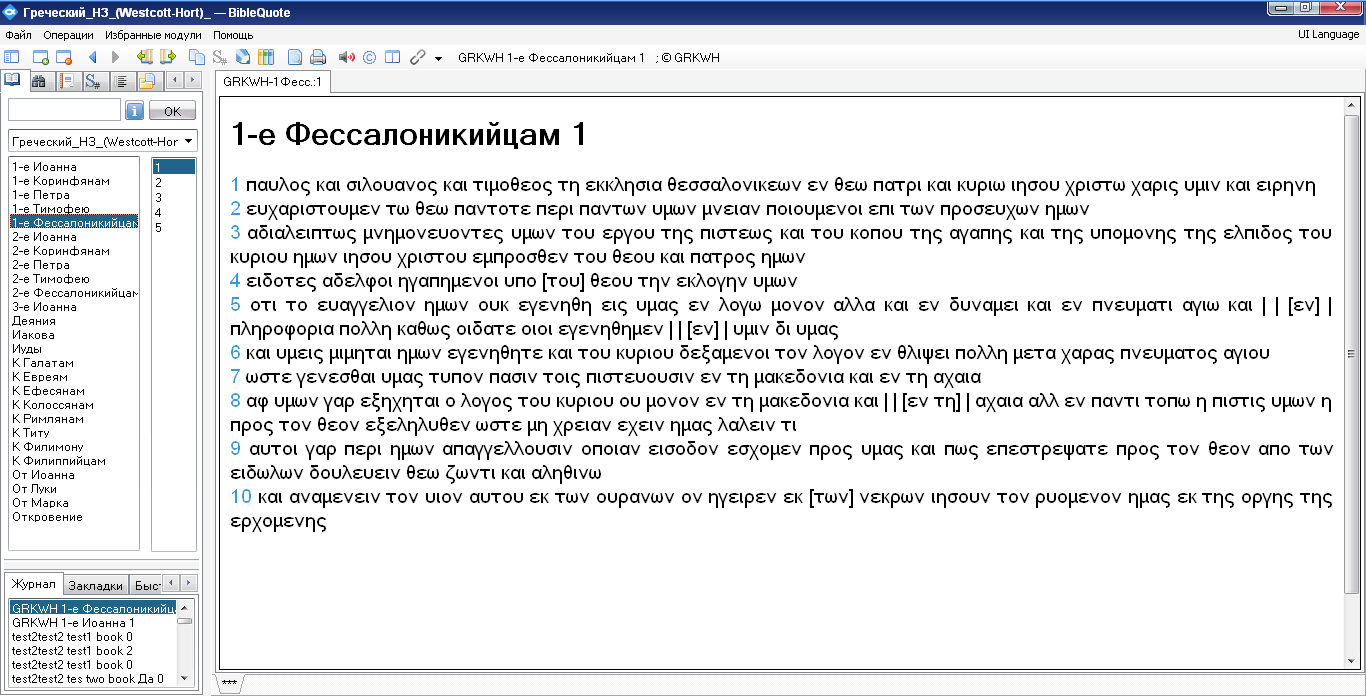 Греческий_НЗ_(Westcott-Hort)_ — BibleQuote
Файл Операции Избранные модули Помощь
UI Language
GRKWH 1-е Фессалоникийцам 1 ; © GRKWH
GRKWH-1Фесс.:1
OK
Греческий_НЗ_(Westcott-Hor
1-е Иоанна
1-е Коринфянам
1-е Петра
1-е Тимофею
1-е Фессалоникийцам
2-е Иоанна
2-е Коринфянам
2-е Петра
2-е Тимофею
2-е Фессалоникийцам
3-е Иоанна
Деяния
Иакова
Иуды
К Галатам
К Евреям
К Ефесянам
К Колоссянам
К Римлянам
К Титу
К Филимону
К Филиппийцам
От Иоанна
От Луки
От Марка
Откровение
1
2
3
4
5
Журнал Закладки Быст
GRKWH 1-е Фессалоникийц
GRKWH 1-е Иоанна 1
test2test2 test1 book 0
test2test2 test1 book 2
test2test2 test1 book 0
test2test2 tes two book Да 0
1-е Фессалоникийцам 1
1 παυλος και σιλουανος και τιμοθεος τη εκκλησια θεσσαλονικεων εν θεω πατρι και κυριω ιησου χριστω χαρις υμιν και ειρηνη
2 ευχαριστουμεν τω θεω παντοτε περι παντων υμων μνειαν ποιουμενοι επι των προσευχων ημων
3 αδιαλειπτως μνημονευοντες υμων του εργου της πιστεως και του κοπου της αγαπης και της υπομονης της ελπιδος του
κυριου ημων ιησου χριστου εμπροσθεν του θεου και πατρος ημων
4 ειδοτες αδελφοι ηγαπημενοι υπο [του] θεου την εκλογην υμων
5 οτι το ευαγγελιον ημων ουκ εγενηθη εις υμας εν λογω μονον αλλα και εν δυναμει και εν πνευματι αγιω και | | [εν] |
πληροφορια πολλη καθως οιδατε οιοι εγενηθημεν | | [εν] | υμιν δι υμας
6 και υμεις μιμηται ημων εγενηθητε και του κυριου δεξαμενοι τον λογον εν θλιψει πολλη μετα χαρας πνευματος αγιου
7 ωστε γενεσθαι υμας τυπον πασιν τοις πιστευουσιν εν τη μακεδονια και εν τη αχαια
8 αφ υμων γαρ εξηχηται ο λογος του κυριου ου μονον εν τη μακεδονια και | | [εν τη] | αχαια αλλ εν παντι τοπω η πιστις υμων η
προς τον θεον εξεληλυθεν ωστε μη χρειαν εχειν ημας λαλειν τι
9 αυτοι γαρ περι ημων απαγγελλουσιν οποιαν εισοδον εσχομεν προς υμας και πως επεστρεψατε προς τον θεον απο των
ειδωλων δουλευειν θεω ζωντι και αληθινω
10 και αναμενειν τον υιον αυτου εκ των ουρανων ον ηγειρεν εκ [των] νεκρων ιησουν τον ρυομενον ημας εκ της οργης της
ερχομενης
***